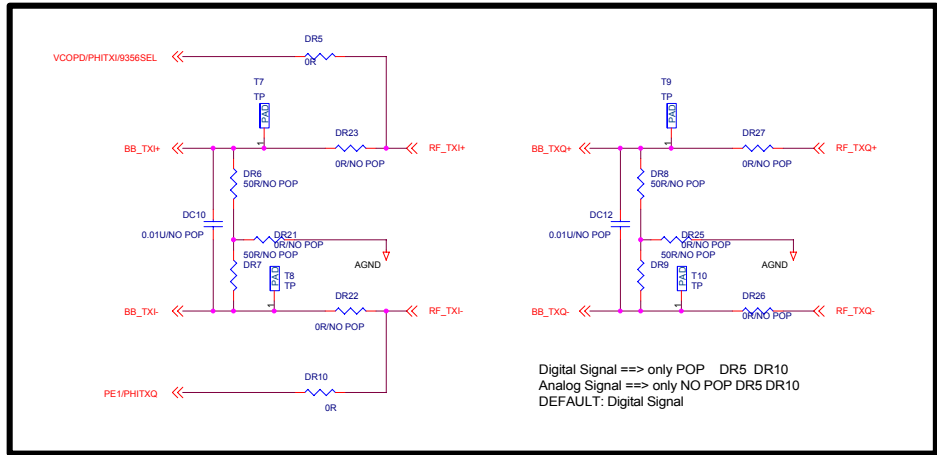 DR5
VCOPD/PHITXI/9356SEL
0R
T7
TP
PAD
1
DR23
BB_TXI+
RF_TXI+
0R/NO POP
DR6
50R/NO POP
DC10
0.01U/NO POP
DR21
0R/NO POP
50R/NO POP
DR7
AGND
T8
TP
PAD
1
DR22
BB_TXI-
RF_TXI-
0R/NO POP
DR10
PE1/PHITXQ
0R
T9
TP
PAD
1
DR27
BB_TXQ+
RF_TXQ+
0R/NO POP
DR8
50R/NO POP
DC12
0.01U/NO POP
DR25
0R/NO POP
50R/NO POP
DR9
AGND
T10
TP
PAD
1
DR26
BB_TXQ-
RF_TXQ-
0R/NO POP
Digital Signal ==> only POP DR5 DR10
Analog Signal ==> only NO POP DR5 DR10
DEFAULT: Digital Signal